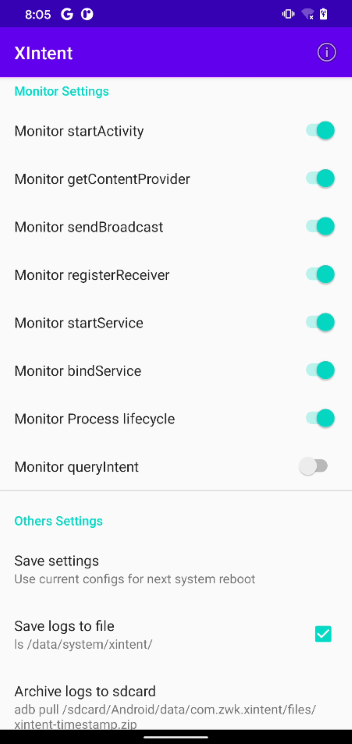 8:05
XIntent
Monitor Settings
Monitor startActivity
Monitor getContentProvider
Monitor sendBroadcast
Monitor registerReceiver
Monitor startService
Monitor bindService
Monitor Process lifecycle
Monitor queryIntent
Others Settings
Save settings
Use current configs for next system reboot
Save logs to file
ls /data/system/xintent/
Archive logs to sdcard
adb pull /sdcard/Android/data/com.zwk.xintent/files/
xintent-timestamp.zip